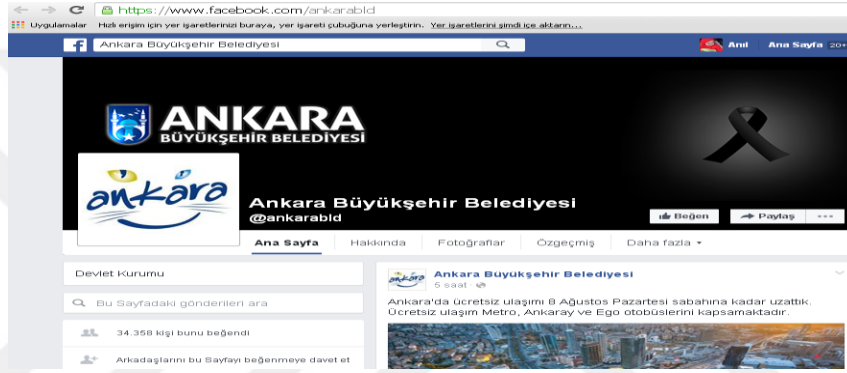 https://www.facebook.com/ankarabld
Uygulamalar Hızlı erişim için yer işaretlerinizi buraya, yer işareti çubuğuna yerleştirin. Yer işaretlerini şimdi içe aktarın...
f Ankara Büyükşehir Belediyesi Anıl Ana Sayfa 20+
ANKARA
BÜYÜKŞEHİR BELEDİYESİ
ankara
Ankara Büyükşehir Belediyesi
@ankarabld
Beğen Paylaş
Ana Sayfa Hakkında Fotoğraflar Özgeçmiş Daha fazla
Devlet Kurumu
Bu Sayfadaki gönderileri ara
34.358 kişi bunu beğendi
Arkadaşlarını bu Sayfayı beğenmeye davet et
ankara Ankara Büyükşehir Belediyesi
5 saat
Ankara'da ücretsiz ulaşımı 8 Ağustos Pazartesi sabahına kadar uzattık.
Ücretsiz ulaşım Metro, Ankaray ve Ego otobüslerini kapsamaktadır.